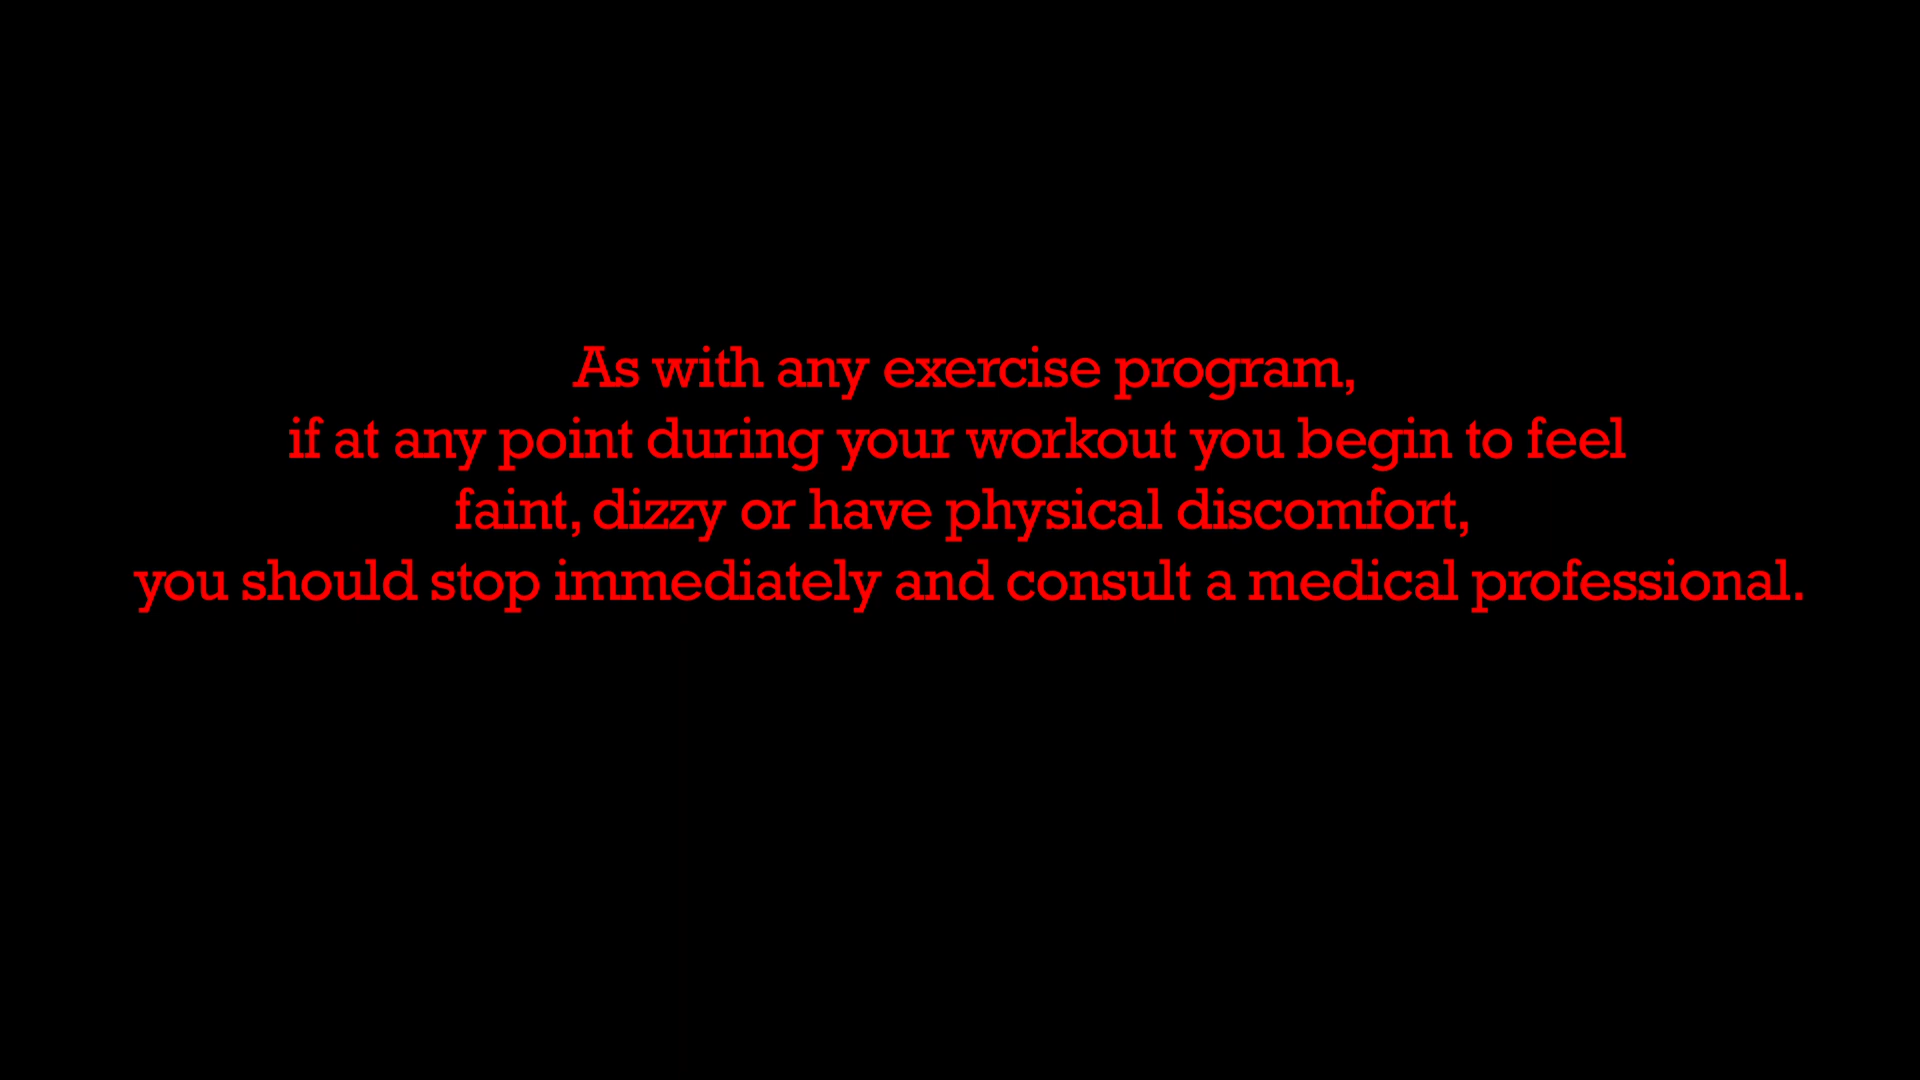 As with any exercise program,
if at any point during your workout you begin to feel
faint, dizzy or have physical discomfort,
you should stop immediately and consult a medical professional.